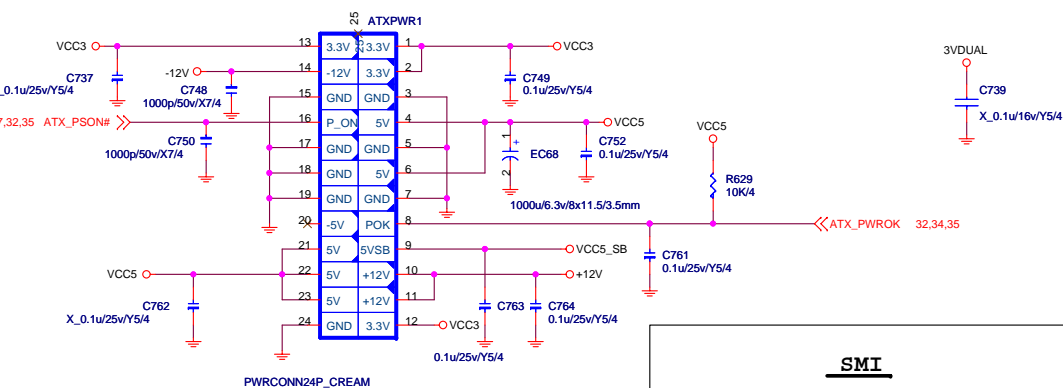 25
ATXPWR1
VCC3
13
3.3V
25
3.3V
1
VCC3
3VDUAL
C737
_0.1u/25v/Y5/4
-12V
14
-12V
3.3V
2
C749
0.1u/25v/Y5/4
C748
1000p/50v/X7/4
C739
X_0.1u/16v/Y5/4
15
GND
GND
3
7,32,35 ATX_PSON#
16
P_ON
5V
4
VCC5
VCC5
C750
1000p/50v/X7/4
17
GND
GND
5
1
+
EC68
2
C752
0.1u/25v/Y5/4
18
GND
5V
6
R629
10K/4
19
GND
GND
7
1000u/6.3v/8x11.5/3.5mm
20
-5V
POK
8
ATX_PWROK 32,34,35
21
5V
5VSB
9
VCC5_SB
C761
0.1u/25v/Y5/4
VCC5
22
5V
+12V
10
+12V
C762
X_0.1u/25v/Y5/4
23
5V
+12V
11
C763
C764
0.1u/25v/Y5/4
24
GND
3.3V
12
VCC3
0.1u/25v/Y5/4
SMI
PWRCONN24P_CREAM